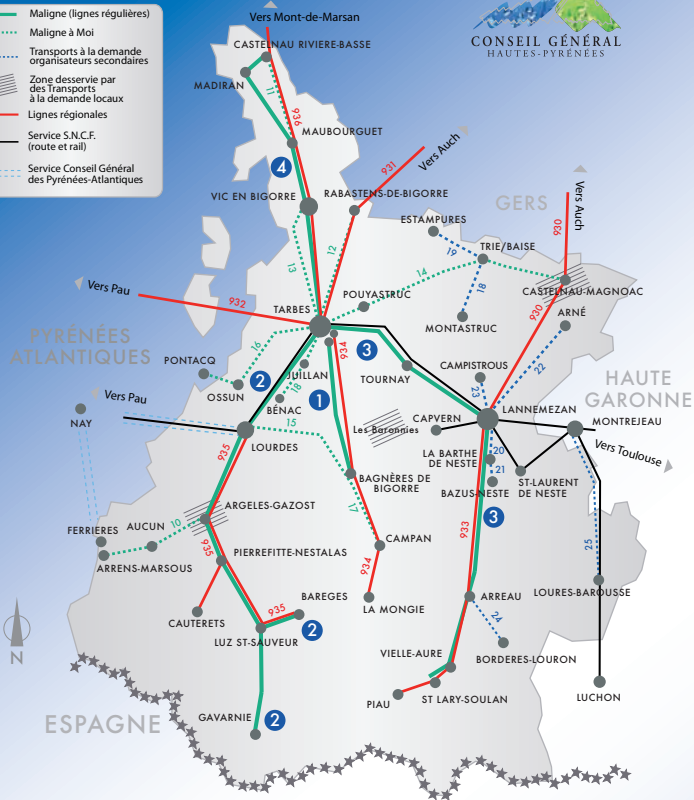 Maligne (lignes régulières)
Maligne à Moi
Transports à la demande
organisateurs secondaires
Zone desservie par
des Transports
à la demande locaux
Lignes régionales
Service S.N.C.F.
(route et rail)
Service Conseil Général
des Pyrénées-Atlantiques
Vers Mont-de-Marsan
CONSEIL GÉNÉRAL
HAUTES-PYRÉNÉES
CASTELNAU RIVIERE-BASSE
MADIRAN
11
936
MAUBOURGUET
4
931
Vers Auch
VIC EN BIGORRE
RABASTENS-DE-BIGORRE
Vers Auch
GERS
ESTAMPURES
930
19
TRIE/BAISE
12
13
14
18
CASTELNAU-MAGNOAC
Vers Pau
932
POUYASTRUC
TARBES
MONTASTRUC
930
ARNÉ
PYRÉNÉES
ATLANTIQUES
16
934
3
PONTACQ
JUILLAN
TOURNAY
CAMPISTROUS
22
HAUTE
GARONNE
OSSUN
2
18
1
23
BÉNAC
Vers Pau
NAY
15
Les Baronnies
CAPVERN
LANNEMEZAN
MONTREJEAU
LOURDES
Vers Toulouse
935
LA BARTHE
DE NESTE
20
21
BAGNÈRES DE
BIGORRE
BAZUS-NESTE
ST-LAURENT
DE NESTE
17
ARGELES-GAZOST
3
FERRIERES
AUCUN
10
933
25
CAMPAN
935
PIERREFITTE-NESTALAS
ARRENS-MARSOUS
934
BAREGES
935
LOURES-BAROUSSE
ARREAU
CAUTERETS
LA MONGIE
24
2
LUZ ST-SAUVEUR
N
VIELLE-AURE
BORDERES-LOURON
ESPAGNE
GAVARNIE
2
PIAU
ST LARY-SOULAN
LUCHON